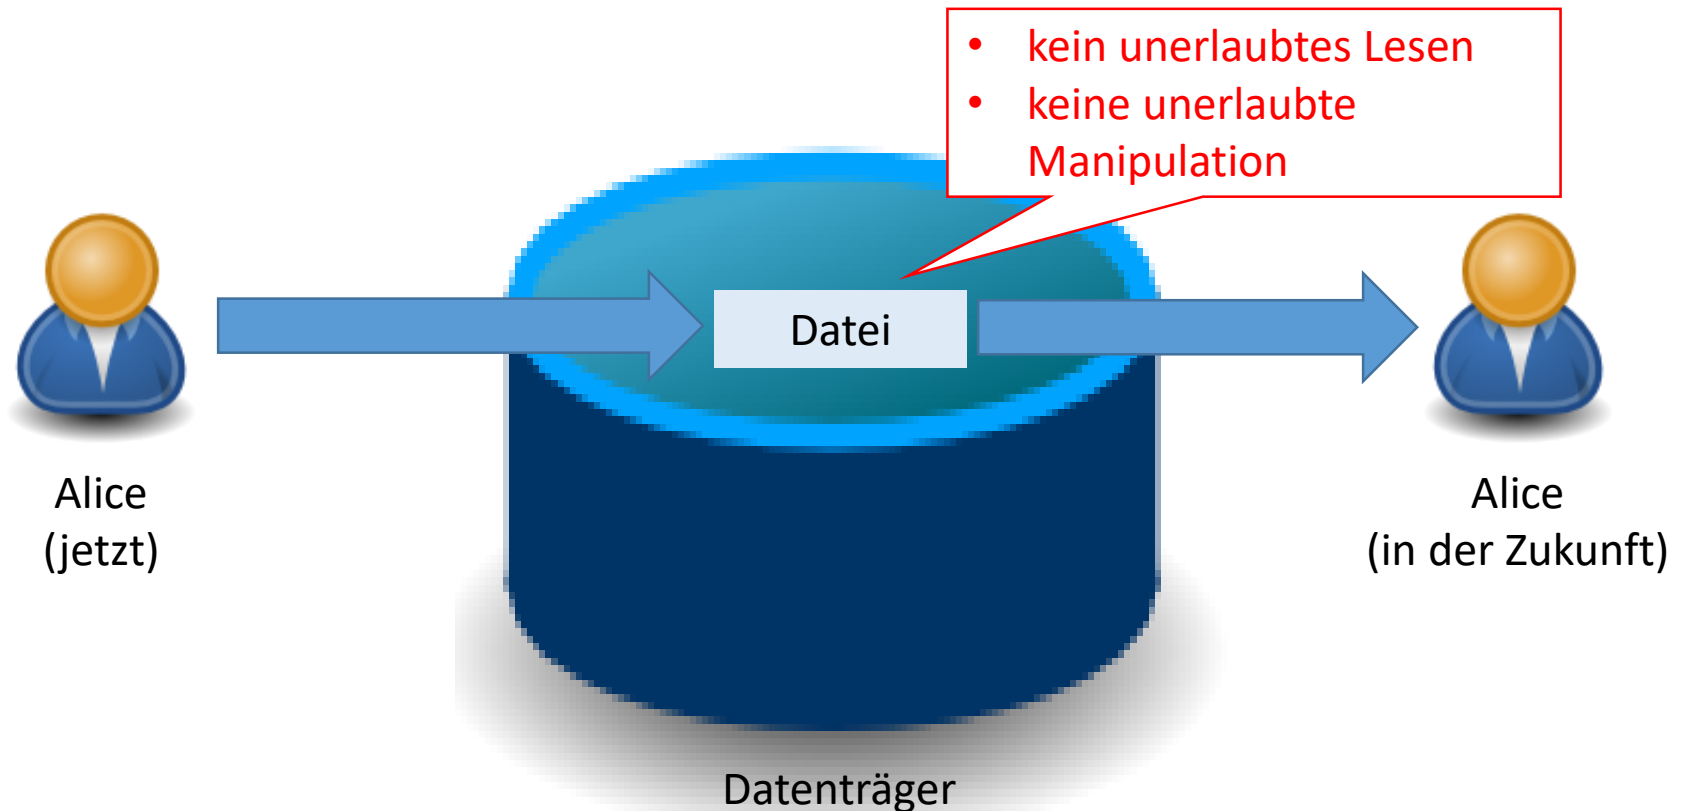 • kein unerlaubtes Lesen
• keine unerlaubte
Manipulation
Datei
Alice
(jetzt)
Alice
(in der Zukunft)
Datenträger